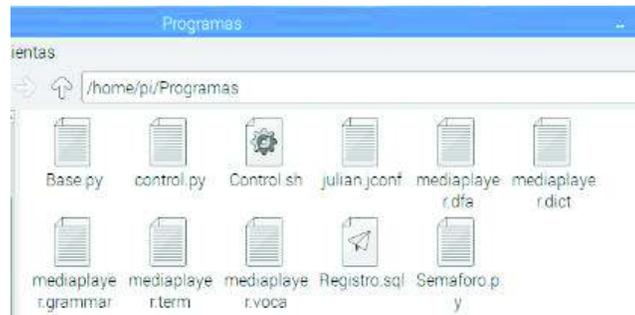 Programas
ientas
/home/pi/Programas
Base.py
control.py
Control.sh
julian.jconf
mediaplaye
r.dfa
mediaplaye
r.dict
mediaplaye
r.grammar
mediaplaye
r.term
mediaplaye
r.voca
Registro.sql
Semaforo.p
y